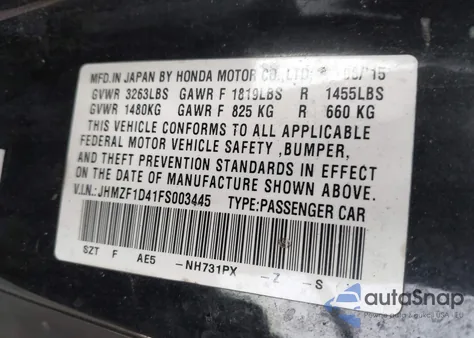 MFD.IN JAPAN BY HONDA MOTOR CO.,LTD. '15
GVWR 3263LBS GAWR F 1819LBS R 1455LBS
GVWR 1480KG GAWR F 825 KG R 660 KG
THIS VEHICLE CONFORMS TO ALL APPLICABLE
FEDERAL MOTOR VEHICLE SAFETY ,BUMPER,
AND THEFT PREVENTION STANDARDS IN EFFECT
ON THE DATE OF MANUFACTURE SHOWN ABOVE.
V.I.N.: JHMZF1D41FS003445 TYPE:PASSENGER CAR
SZT F AE5 -NH731PX -Z -S
autoSnap